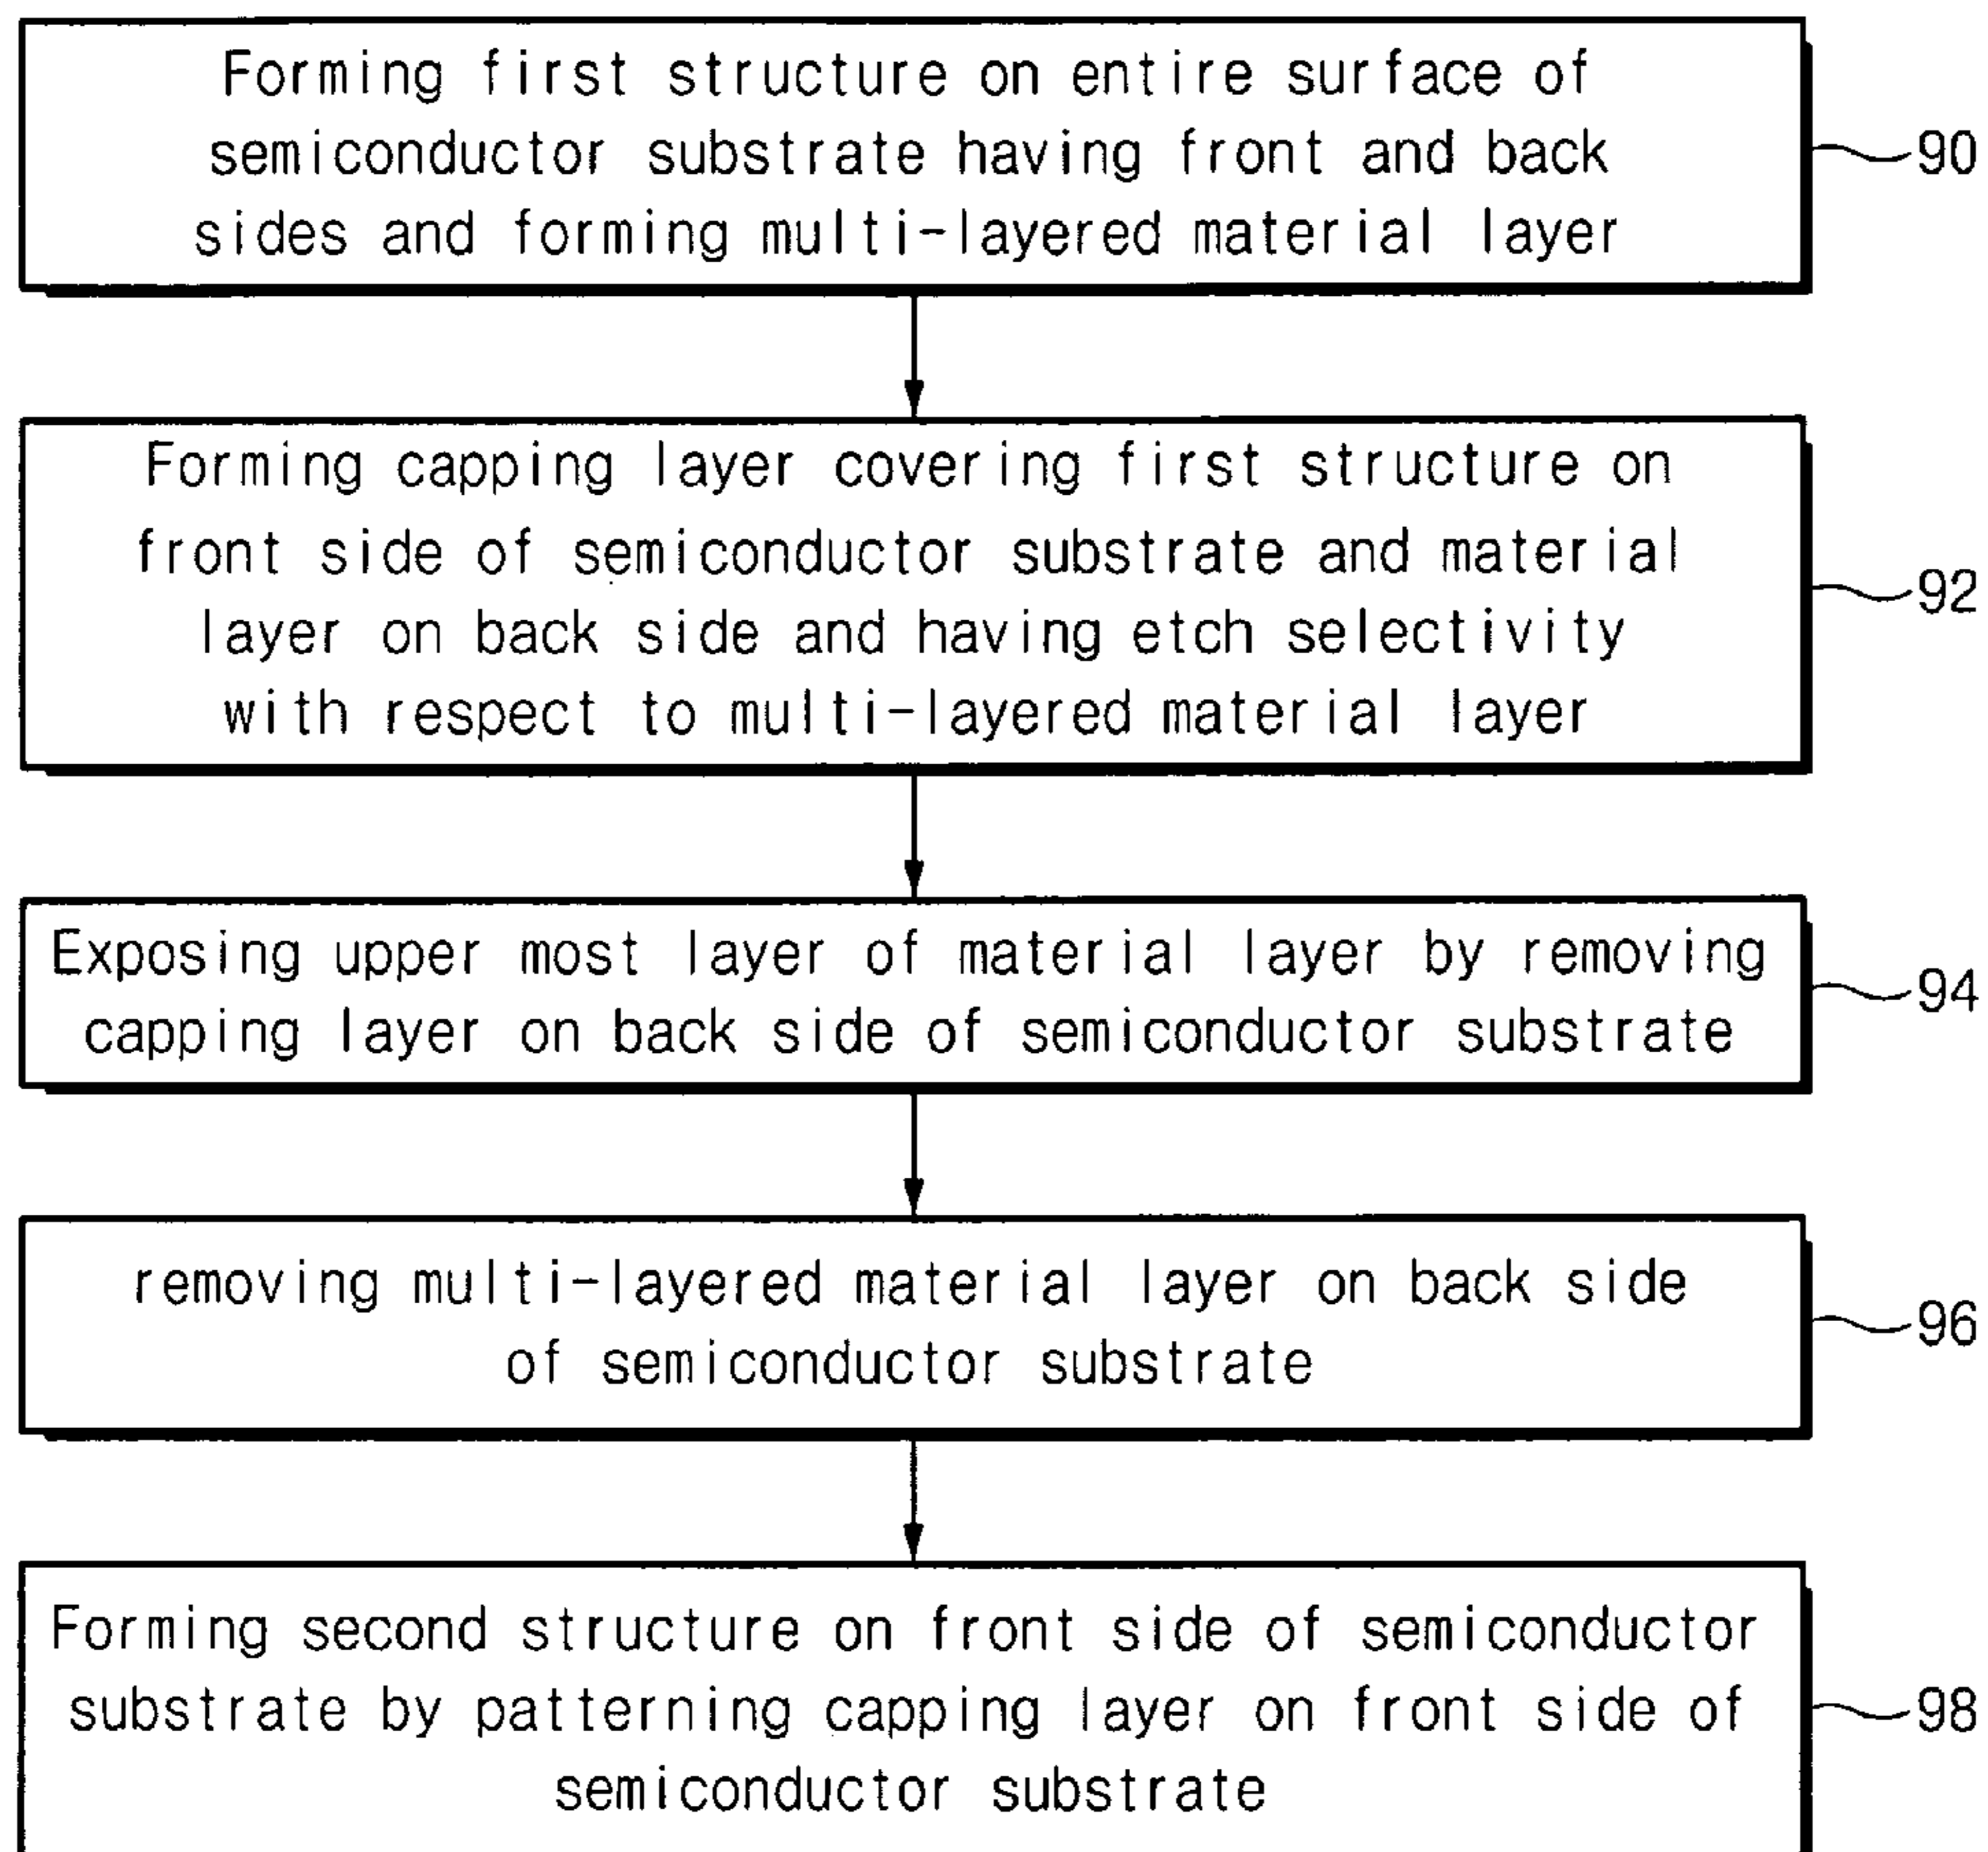 Forming first structure on entire surface of
semiconductor substrate having front and back
sides and forming multi-layered material layer
90
Forming capping layer covering first structure on
front side of semiconductor substrate and material
layer on back side and having etch selectivity
with respect to multi-layered material layer
92
Exposing upper most layer of material layer by removing
capping layer on back side of semiconductor substrate
94
removing multi-layered material layer on back side
of semiconductor substrate
96
Forming second structure on front side of semiconductor
substrate by patterning capping layer on front side of
semiconductor substrate
98